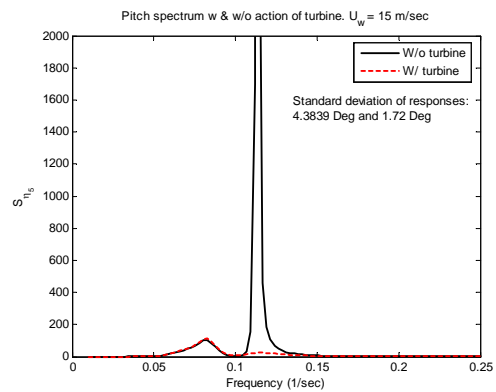 Pitch spectrum w & w/o action of turbine. U_w = 15 m/sec
2000
1800
1600
1400
1200
1000
800
600
400
200
0
S_η5
W/o turbine
W/ turbine
Standard deviation of responses:
4.3839 Deg and 1.72 Deg
0 0.05 0.1 0.15 0.2 0.25
Frequency (1/sec)